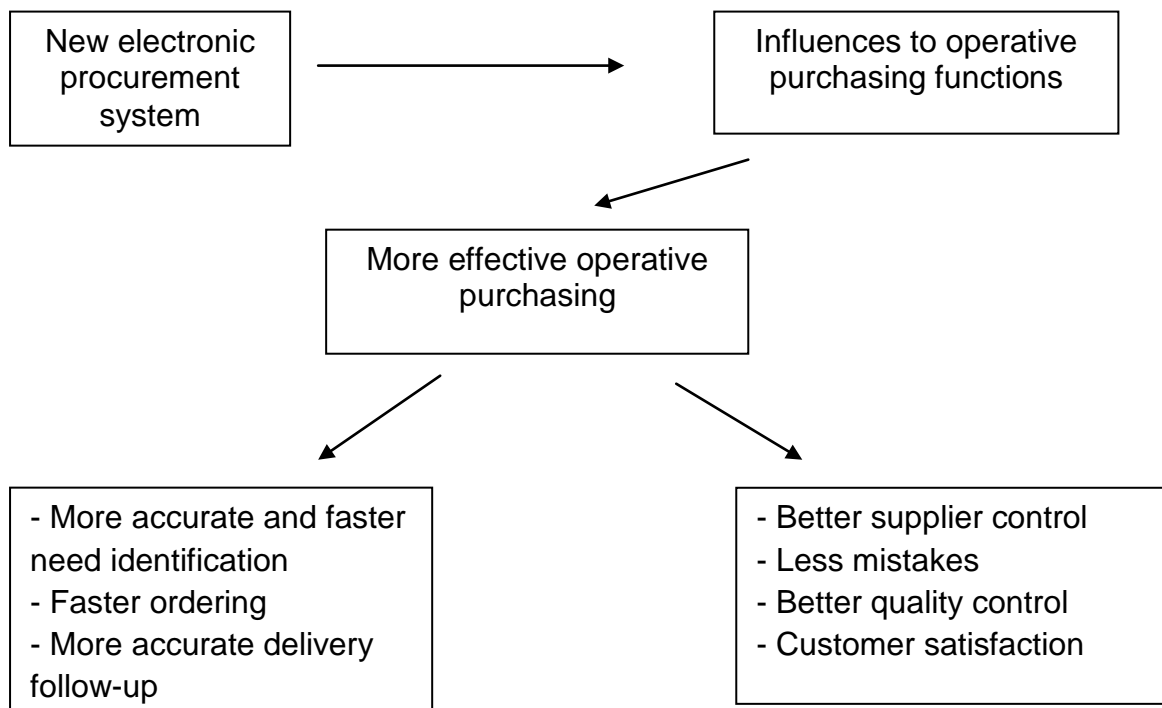 New electronic
procurement
system
Influences to operative
purchasing functions
More effective operative
purchasing
- More accurate and faster
need identification
- Faster ordering
- More accurate delivery
follow-up
- Better supplier control
- Less mistakes
- Better quality control
- Customer satisfaction